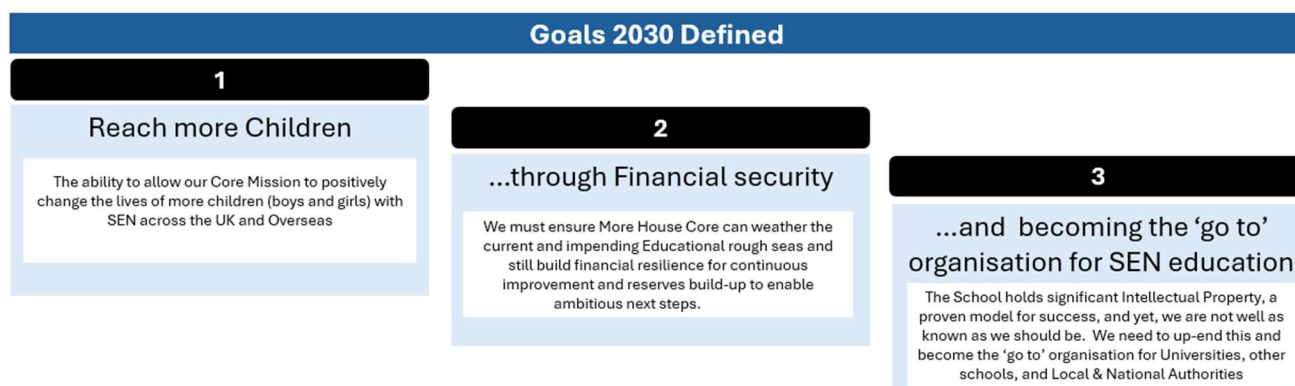 Goals 2030 Defined
1
Reach more Children
The ability to allow our Core Mission to positively
change the lives of more children (boys and girls) with
SEN across the UK and Overseas
2
...through Financial security
We must ensure More House Core can weather the
current and impending Educational rough seas and
still build financial resilience for continuous
improvement and reserves build-up to enable
ambitious next steps.
3
...and becoming the ‘go to’
organisation for SEN education
The School holds significant Intellectual Property, a
proven model for success, and yet, we are not well as
known as we should be. We need to up-end this and
become the ‘go to’ organisation for Universities, other
schools, and Local & National Authorities